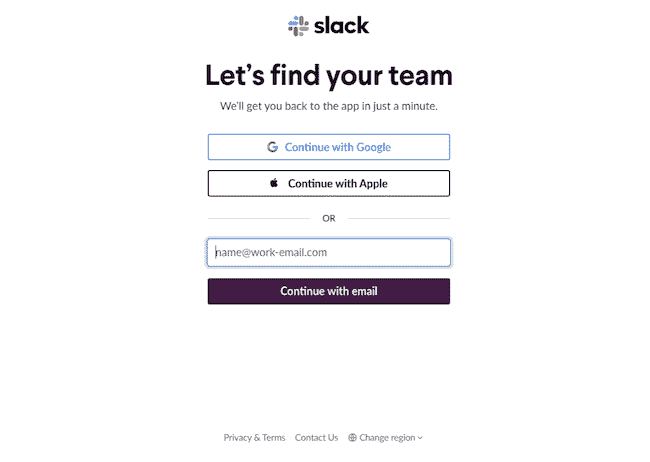 slack
Let's find your team
We'll get you back to the app in just a minute.
Continue with Google
Continue with Apple
OR
name@work-email.com
Continue with email
Privacy & Terms Contact Us Change region